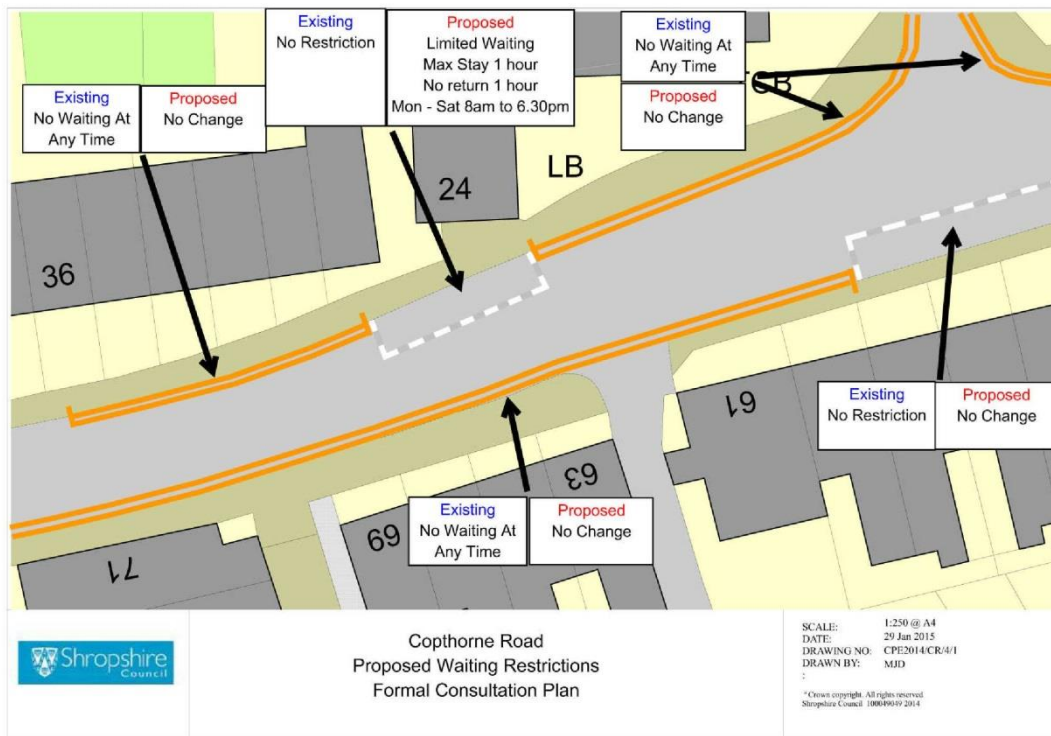 Existing
No Restriction
Proposed
Limited Waiting
Max Stay 1 hour
No return 1 hour
Mon - Sat 8am to 6.30pm
Existing
No Waiting At
Any Time
Proposed
No Change
Existing
No Waiting At
Any Time
Proposed
No Change
LB
24
36
61
Existing
No Restriction
Proposed
No Change
63
69
71
Existing
No Waiting At
Any Time
Proposed
No Change
Shropshire
Council
Copthorne Road
Proposed Waiting Restrictions
Formal Consultation Plan
SCALE: 1:250 @ A4
DATE: 29 Jan 2015
DRAWING NO: CPE2014/CR/4/1
DRAWN BY: MJD
:
©Crown copyright. All rights reserved
Shropshire Council 100049049 2014